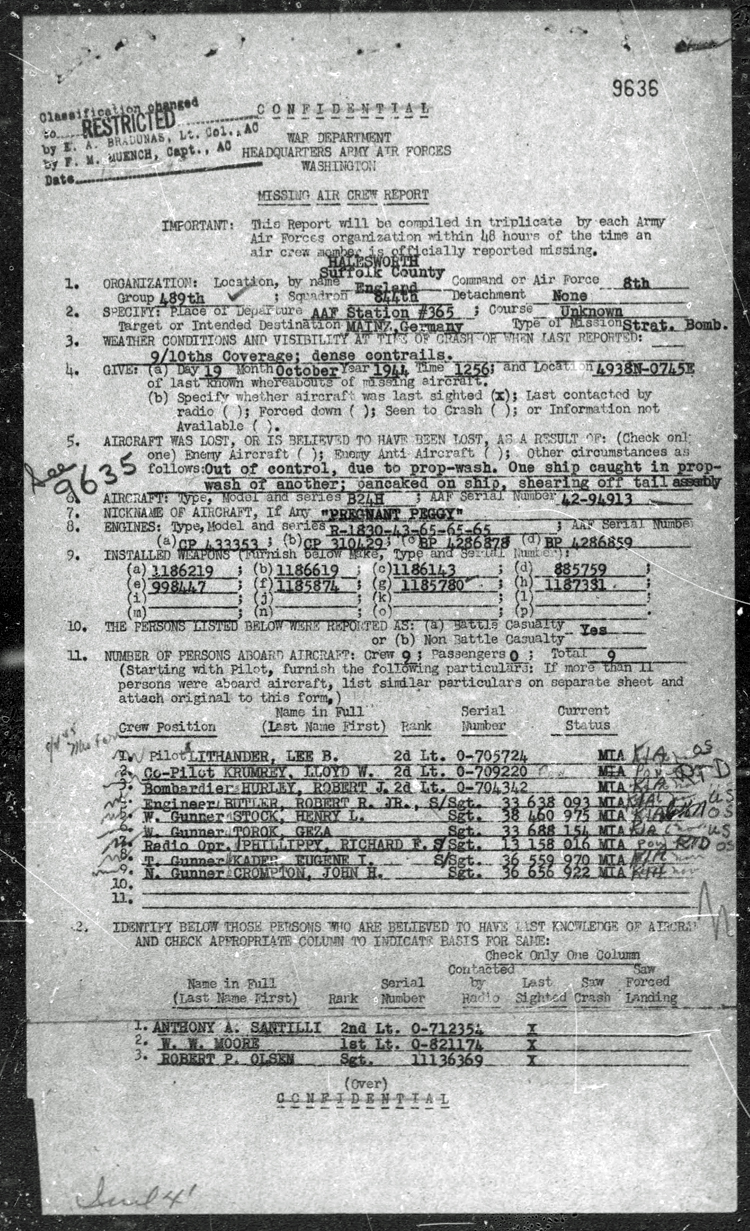 9636
Classification changed
to RESTRICTED
by E. A. BRADUNAS, Lt. Col., AC
by F. M. MUENCH, Capt., AC
Date
CONFIDENTIAL
WAR DEPARTMENT
HEADQUARTERS ARMY AIR FORCES
WASHINGTON
MISSING AIR CREW REPORT
IMPORTANT: This Report will be compiled in triplicate by each Army
Air Forces organization within 48 hours of the time an
air crew member is officially reported missing.
HALESWORTH
Suffolk County
1. ORGANIZATION: Location, by name England Command or Air Force 8th
Group 489th ; Squadron 844th Detachment None
2. SPECIFY: Place of Departure AAF Station #365 ; Course Unknown
Target or Intended Destination MAINZ, Germany Type of Mission Strat. Bomb.
3. WEATHER CONDITIONS AND VISIBILITY AT TIME OF CRASH OR WHEN LAST REPORTED:
9/10ths Coverage; dense contrails.
4. GIVE: (a) Day 19 Month October Year 1944 Time 1256; and Location 4938N-0745E
of last known whereabouts of missing aircraft.
(b) Specify whether aircraft was last sighted (x); Last contacted by
radio ( ); Forced down ( ); Seen to Crash ( ); or Information not
Available ( ).
5. AIRCRAFT WAS LOST, OR IS BELIEVED TO HAVE BEEN LOST, AS A RESULT OF: (Check only
one) Enemy Aircraft ( ); Enemy Anti-Aircraft ( ); Other circumstances as
follows: Out of control, due to prop-wash. One ship caught in prop-
wash of another; pancaked on ship, shearing off tail assembly
See 9635
6. AIRCRAFT: Type, Model and series B24H ; AAF Serial Number 42-94913
7. NICKNAME OF AIRCRAFT, If Any "PREGNANT PEGGY"
8. ENGINES: Type, Model and series R-1830-43-65-65-65 ; AAF Serial Number
(a) CP 433353 ; (b) CP 310429; (c) BP 4286878 (d) BP 4286859
9. INSTALLED WEAPONS (Furnish below Make, Type and Serial Number):
(a) 1186219 ; (b) 1186619 ; (c) 1186143 ; (d) 885759 ;
(e) 998447 ; (f) 1185874 ; (g) 1185780 ; (h) 1187331 ;
(i) ; (j) ; (k) ; (l) ;
(m) ; (n) ; (o) ; (p) .
10. THE PERSONS LISTED BELOW WERE REPORTED AS: (a) Battle Casualty Yes
or (b) Non Battle Casualty
11. NUMBER OF PERSONS ABOARD AIRCRAFT: Crew 9 ; Passengers 0 ; Total 9
(Starting with Pilot, furnish the following particulars: If more than 11
persons were aboard aircraft, list similar particulars on separate sheet and
attach original to this form.)
Name in Full Serial Current
Crew Position (Last Name First) Rank Number Status
1. Pilot LITHANDER, LEE B. 2d Lt. O-705724 MIA KIA
2. Co-Pilot KRUMREY, LLOYD W. 2d Lt. O-709220 MIA POW RTD
3. Bombardier HURLEY, ROBERT J. 2d Lt. O-704342 MIA KIA
4. Engineer BUTLER, ROBERT R. JR., S/Sgt. 33 638 093 MIA KIA
5. W. Gunner STOCK, HENRY L. Sgt. 38 460 975 MIA KIA
6. W. Gunner TOROK, GEZA Sgt. 33 688 154 MIA KIA
7. Radio Opr. PHILLIPPY, RICHARD F. S/Sgt. 13 158 016 MIA POW RTD
8. T. Gunner KADER, EUGENE I. S/Sgt. 36 559 970 MIA KIA
9. N. Gunner CROMPTON, JOHN H. Sgt. 36 656 922 MIA KIA
10.
11.
2. IDENTIFY BELOW THOSE PERSONS WHO ARE BELIEVED TO HAVE LAST KNOWLEDGE OF AIRCRAF
AND CHECK APPROPRIATE COLUMN TO INDICATE BASIS FOR SAME:
Check Only One Column
Contacted Saw
Name in Full Serial by Last Saw Forced
(Last Name First) Rank Number Radio Sighted Crash Landing
1. ANTHONY A. SANTILLI 2nd Lt. O-712354 X
2. W. W. MOORE 1st Lt. O-821174 X
3. ROBERT P. OLSEN Sgt. 11136369 X
(Over)
CONFIDENTIAL